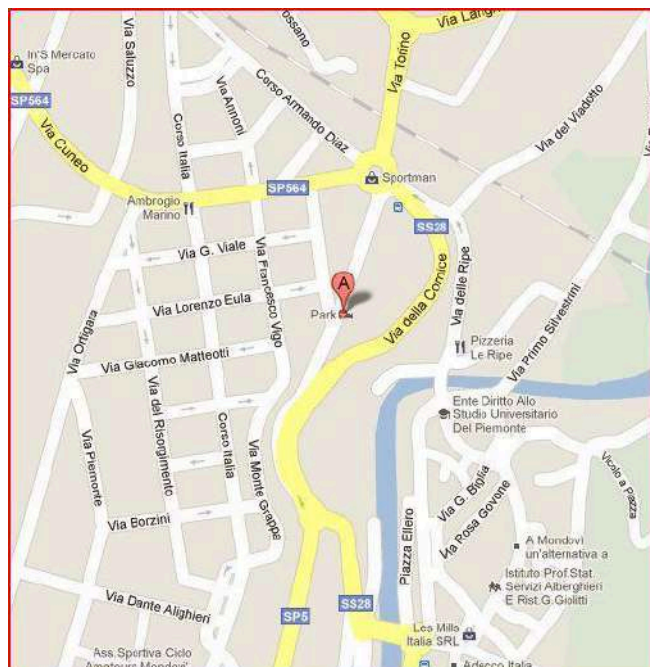 ossano
Via Langh
Via Saluzzo
In'S Mercato
Spa
Via Torino
SP564
Via Annoni
Corso Armando Diaz
Via del Viadotto
Via Cuneo
Corso Italia
Sportman
SP564
Ambrogio
Marino
SS28
Via G. Viale
Via Francesco Vigo
Via delle Ripe
Via Lorenzo Eula
A
Park
Via della Cornice
Via Primo Silvestrini
Via Ortigara
Pizzeria
Le Ripe
Via Giacomo Matteotti
Ente Diritto Allo
Studio Universitario
Del Piemonte
Via del Risorgimento
Corso Italia
Via Monte Grappa
Via Piemonte
Vicolo a Piazza
Via G. Biglia
Via Rosa Govone
Via Borzini
Piazza Ellero
A Mondovì
un'alternativa a
Istituto Prof.Stat.
Servizi Alberghieri
E Rist.G.Giolitti
Via Dante Alighieri
SP5
SS28
Les Mills
Italia SRL
Ass.Sportiva Ciclo
Amatours Mondovi'
Adecco Italia